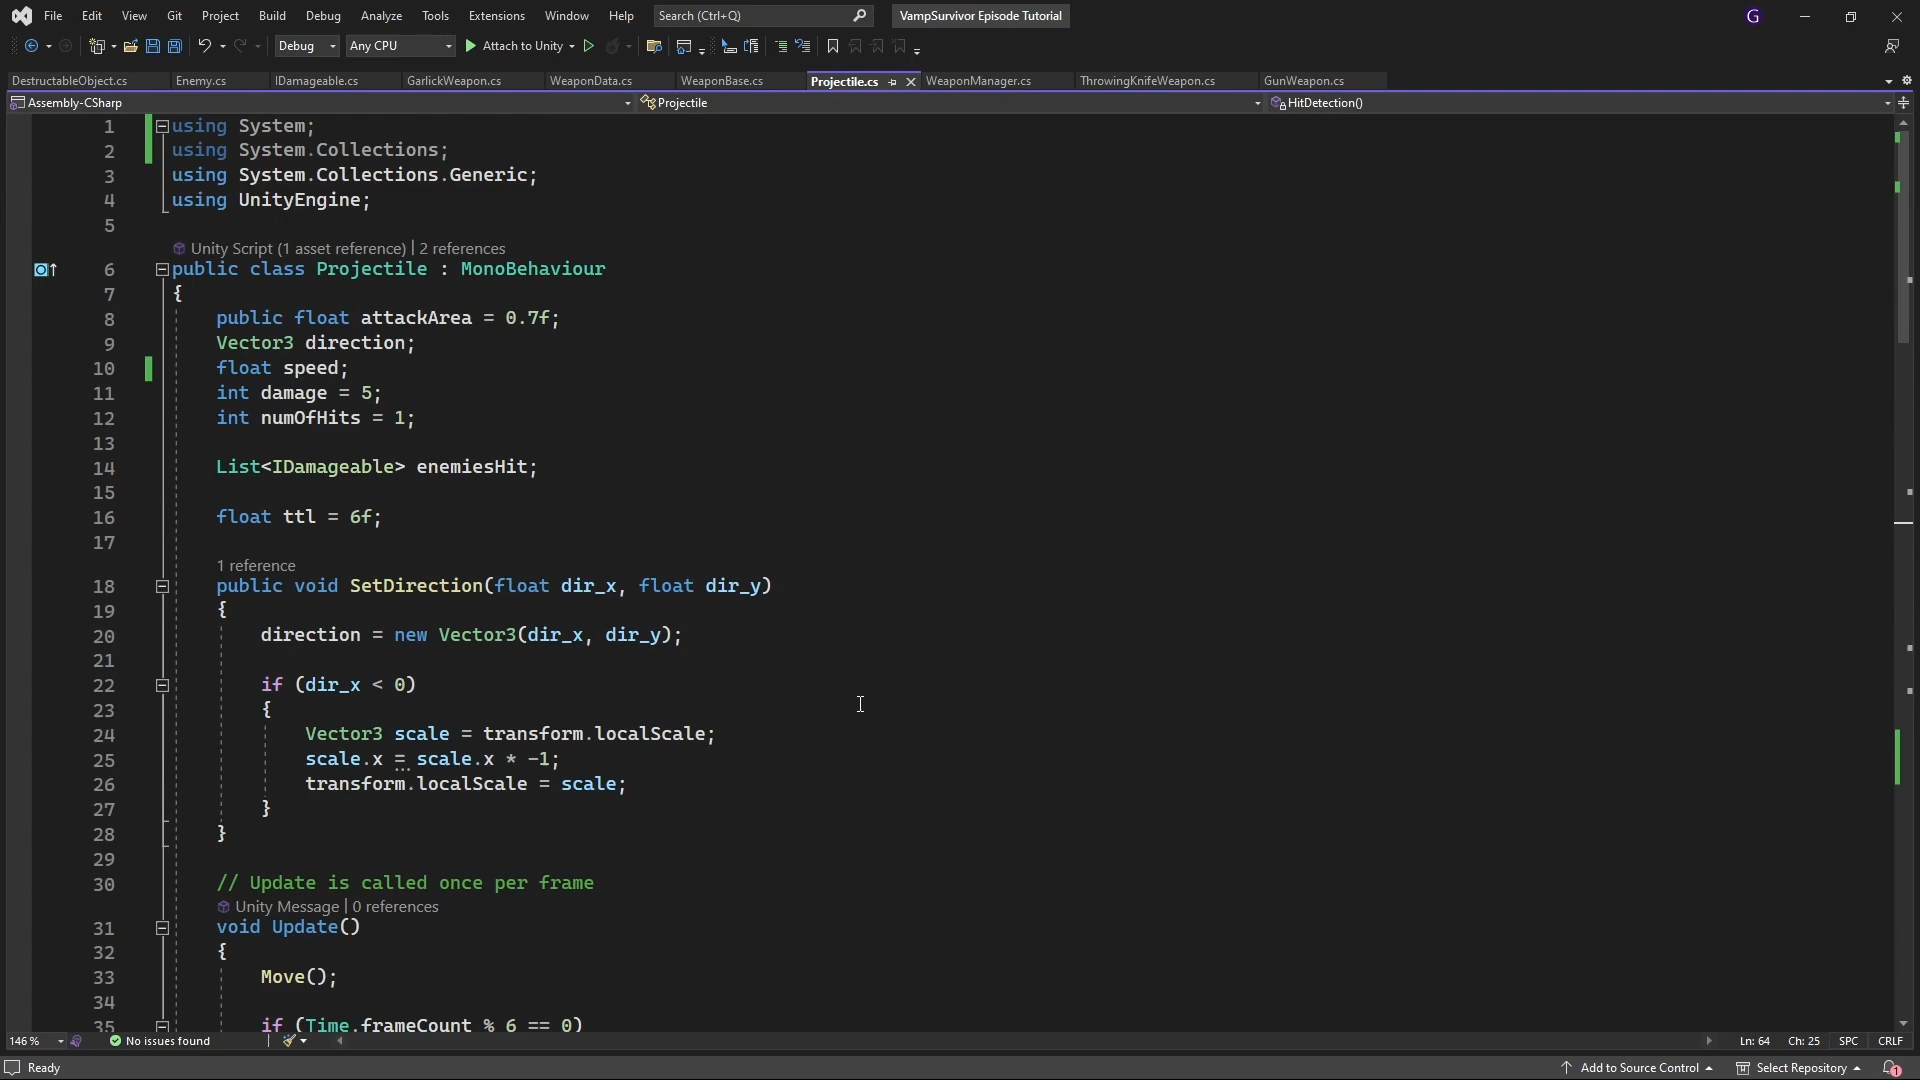 File Edit View Git Project Build Debug Analyze Tools Extensions Window Help Search (Ctrl+Q) VampSurvivor Episode Tutorial G
Debug Any CPU Attach to Unity
DestructableObject.cs Enemy.cs IDamageable.cs GarlickWeapon.cs WeaponData.cs WeaponBase.cs Projectile.cs WeaponManager.cs ThrowingKnifeWeapon.cs GunWeapon.cs
Assembly-CSharp Projectile HitDetection()
1 using System;
2 using System.Collections;
3 using System.Collections.Generic;
4 using UnityEngine;
5
Unity Script (1 asset reference) | 2 references
6 public class Projectile : MonoBehaviour
7 {
8 public float attackArea = 0.7f;
9 Vector3 direction;
10 float speed;
11 int damage = 5;
12 int numOfHits = 1;
13
14 List<IDamageable> enemiesHit;
15
16 float ttl = 6f;
17
1 reference
18 public void SetDirection(float dir_x, float dir_y)
19 {
20 direction = new Vector3(dir_x, dir_y);
21
22 if (dir_x < 0)
23 {
24 Vector3 scale = transform.localScale;
25 scale.x = scale.x * -1;
26 transform.localScale = scale;
27 }
28 }
29
30 // Update is called once per frame
Unity Message | 0 references
31 void Update()
32 {
33 Move();
34
35 if (Time.frameCount % 6 == 0)
146 % No issues found Ln: 64 Ch: 25 SPC CRLF
Ready Add to Source Control Select Repository 1